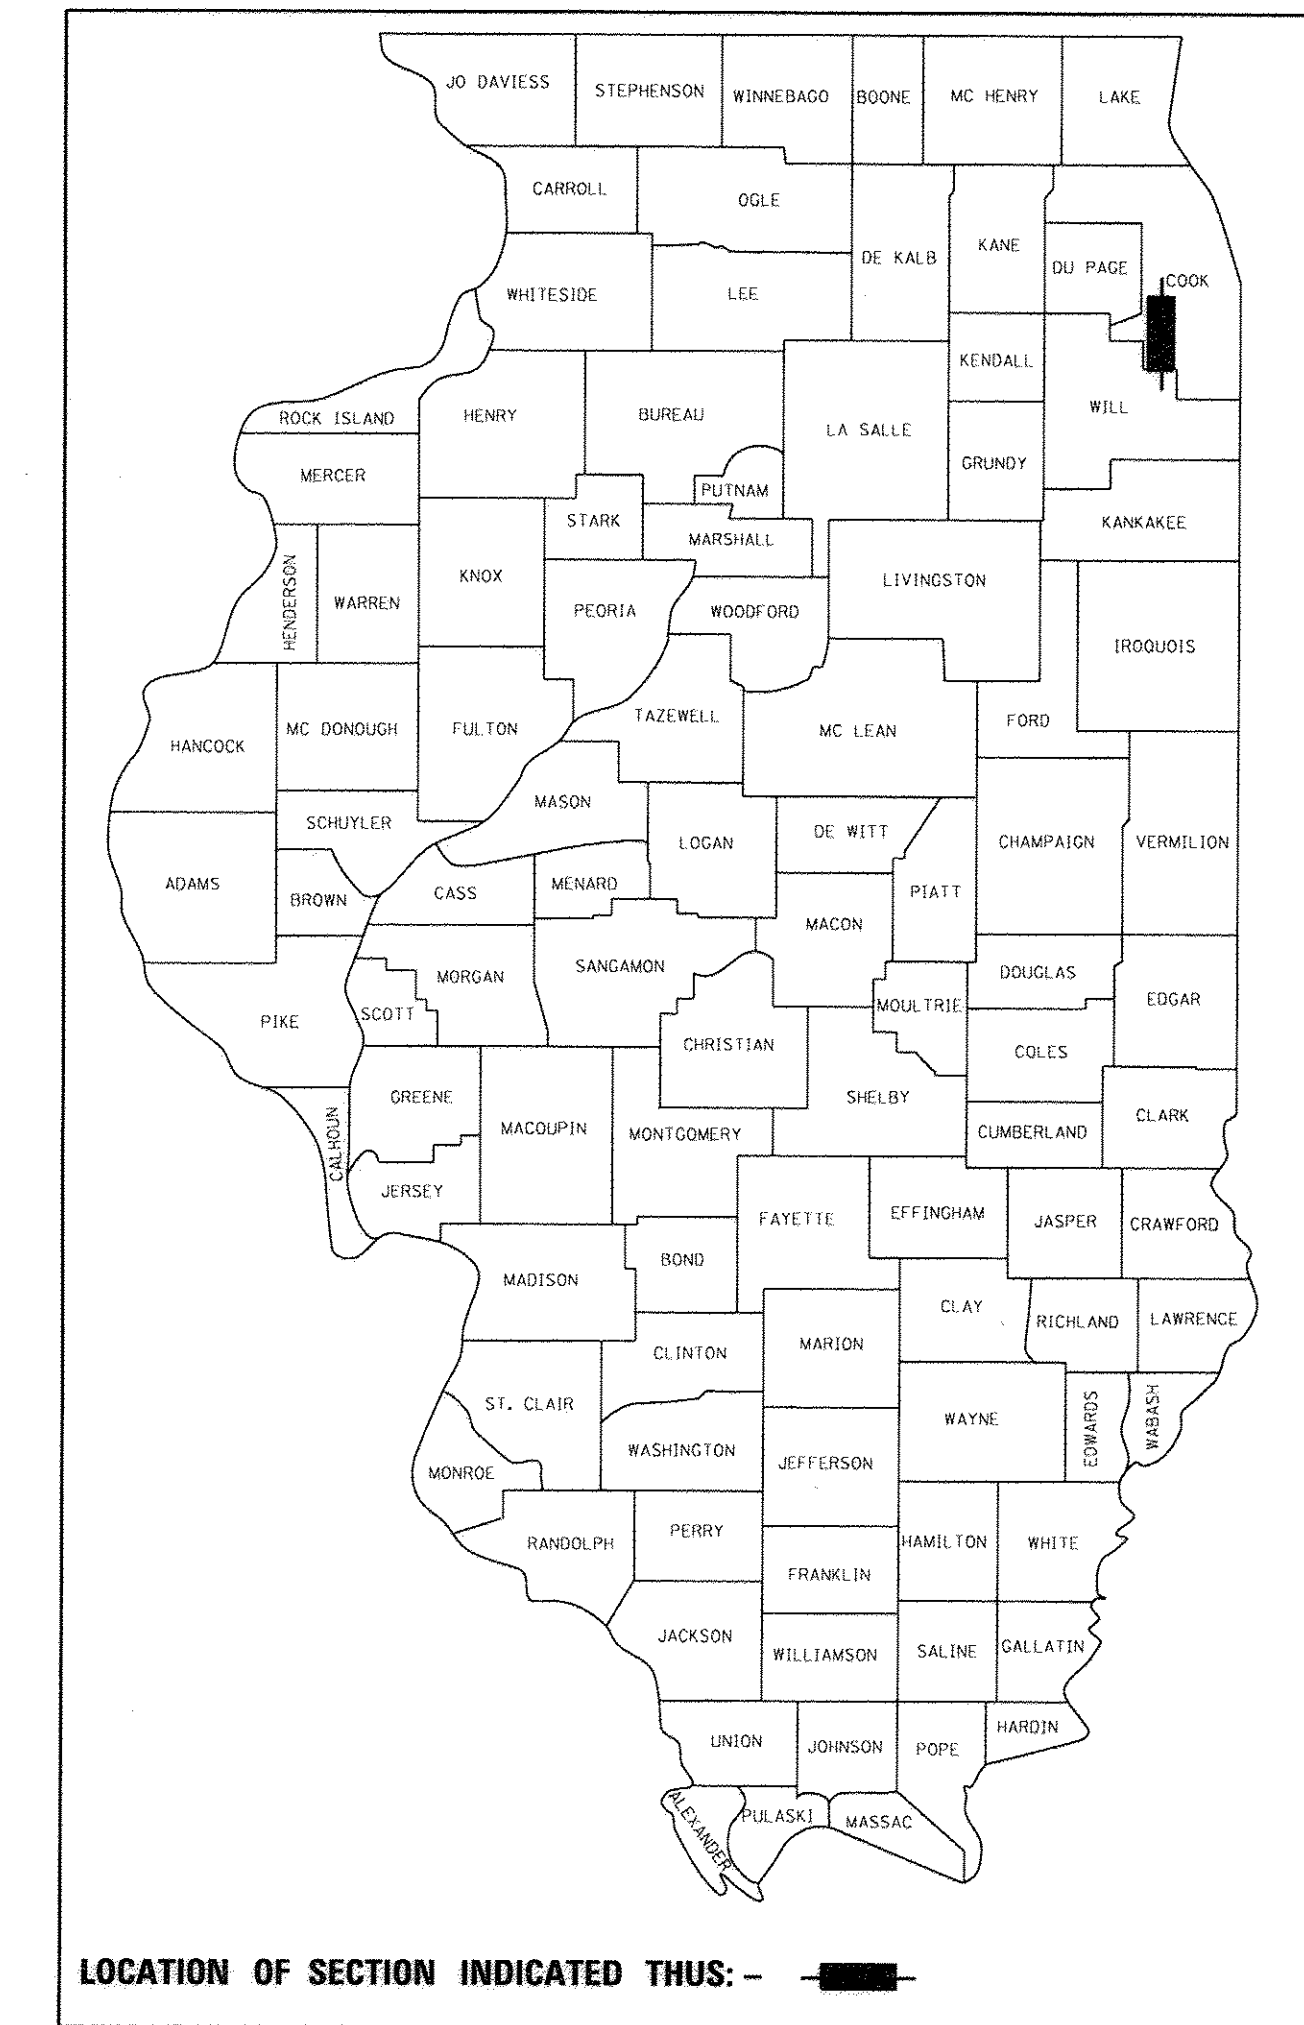 JO DAVIESS
STEPHENSON
WINNEBAGO
BOONE
MC HENRY
LAKE
CARROLL
OGLE
DE KALB
KANE
DU PAGE
COOK
WHITESIDE
LEE
KENDALL
ROCK ISLAND
HENRY
BUREAU
LA SALLE
WILL
MERCER
PUTNAM
GRUNDY
STARK
MARSHALL
KANKAKEE
HENDERSON
WARREN
KNOX
PEORIA
WOODFORD
LIVINGSTON
IROQUOIS
HANCOCK
MC DONOUGH
FULTON
TAZEWELL
MC LEAN
FORD
SCHUYLER
MASON
LOGAN
DE WITT
CHAMPAIGN
VERMILION
ADAMS
BROWN
CASS
MENARD
MACON
PIATT
PIKE
SCOTT
MORGAN
SANGAMON
CHRISTIAN
MOULTRIE
DOUGLAS
EDGAR
COLES
CALHOUN
GREENE
MACOUPIN
MONTGOMERY
SHELBY
CUMBERLAND
CLARK
JERSEY
FAYETTE
EFFINGHAM
JASPER
CRAWFORD
MADISON
BOND
CLAY
RICHLAND
LAWRENCE
CLINTON
MARION
ST. CLAIR
WAYNE
EDWARDS
WABASH
MONROE
WASHINGTON
JEFFERSON
RANDOLPH
PERRY
HAMILTON
WHITE
FRANKLIN
JACKSON
WILLIAMSON
SALINE
GALLATIN
UNION
JOHNSON
POPE
HARDIN
ALEXANDER
PULASKI
MASSAC
LOCATION OF SECTION INDICATED THUS: –